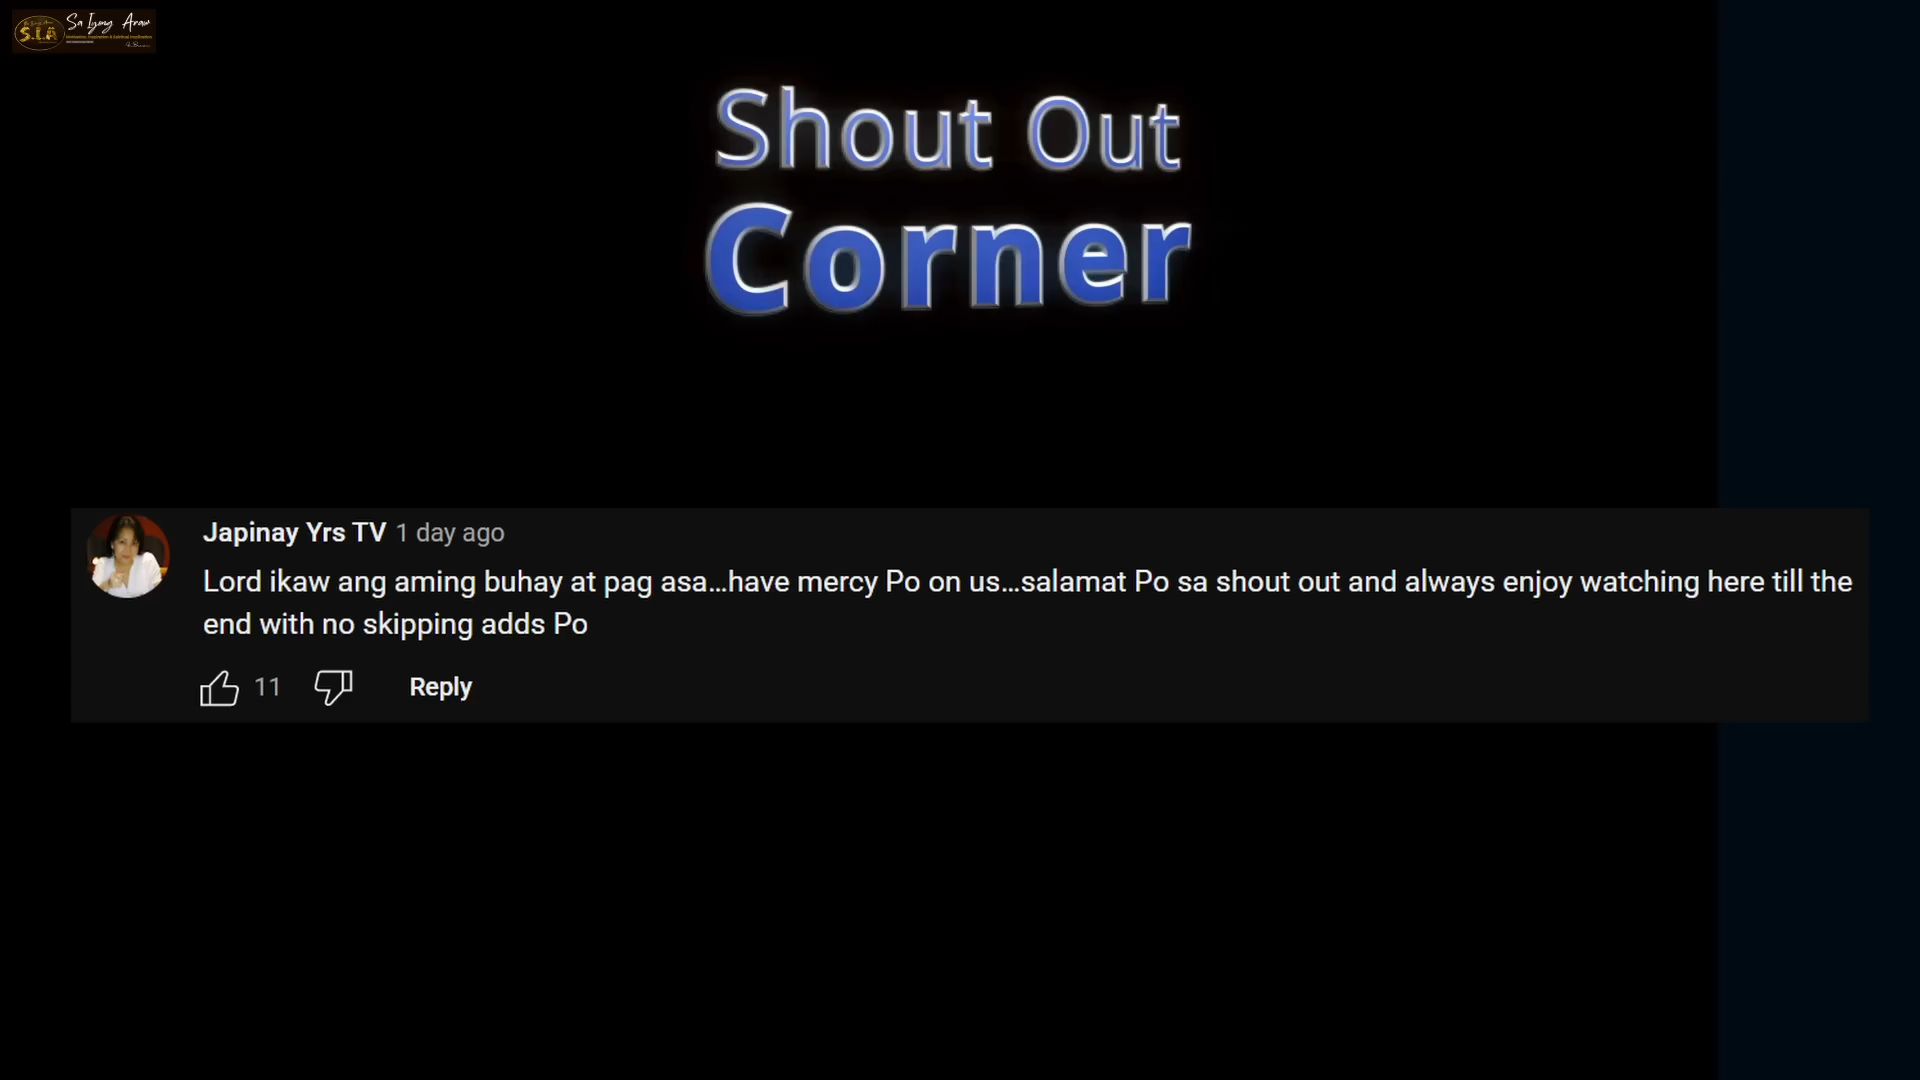 S.I.A
Sa Iyong Araw
Shout Out
Corner
Japinay Yrs TV 1 day ago
Lord ikaw ang aming buhay at pag asa...have mercy Po on us...salamat Po sa shout out and always enjoy watching here till the
end with no skipping adds Po
11 Reply